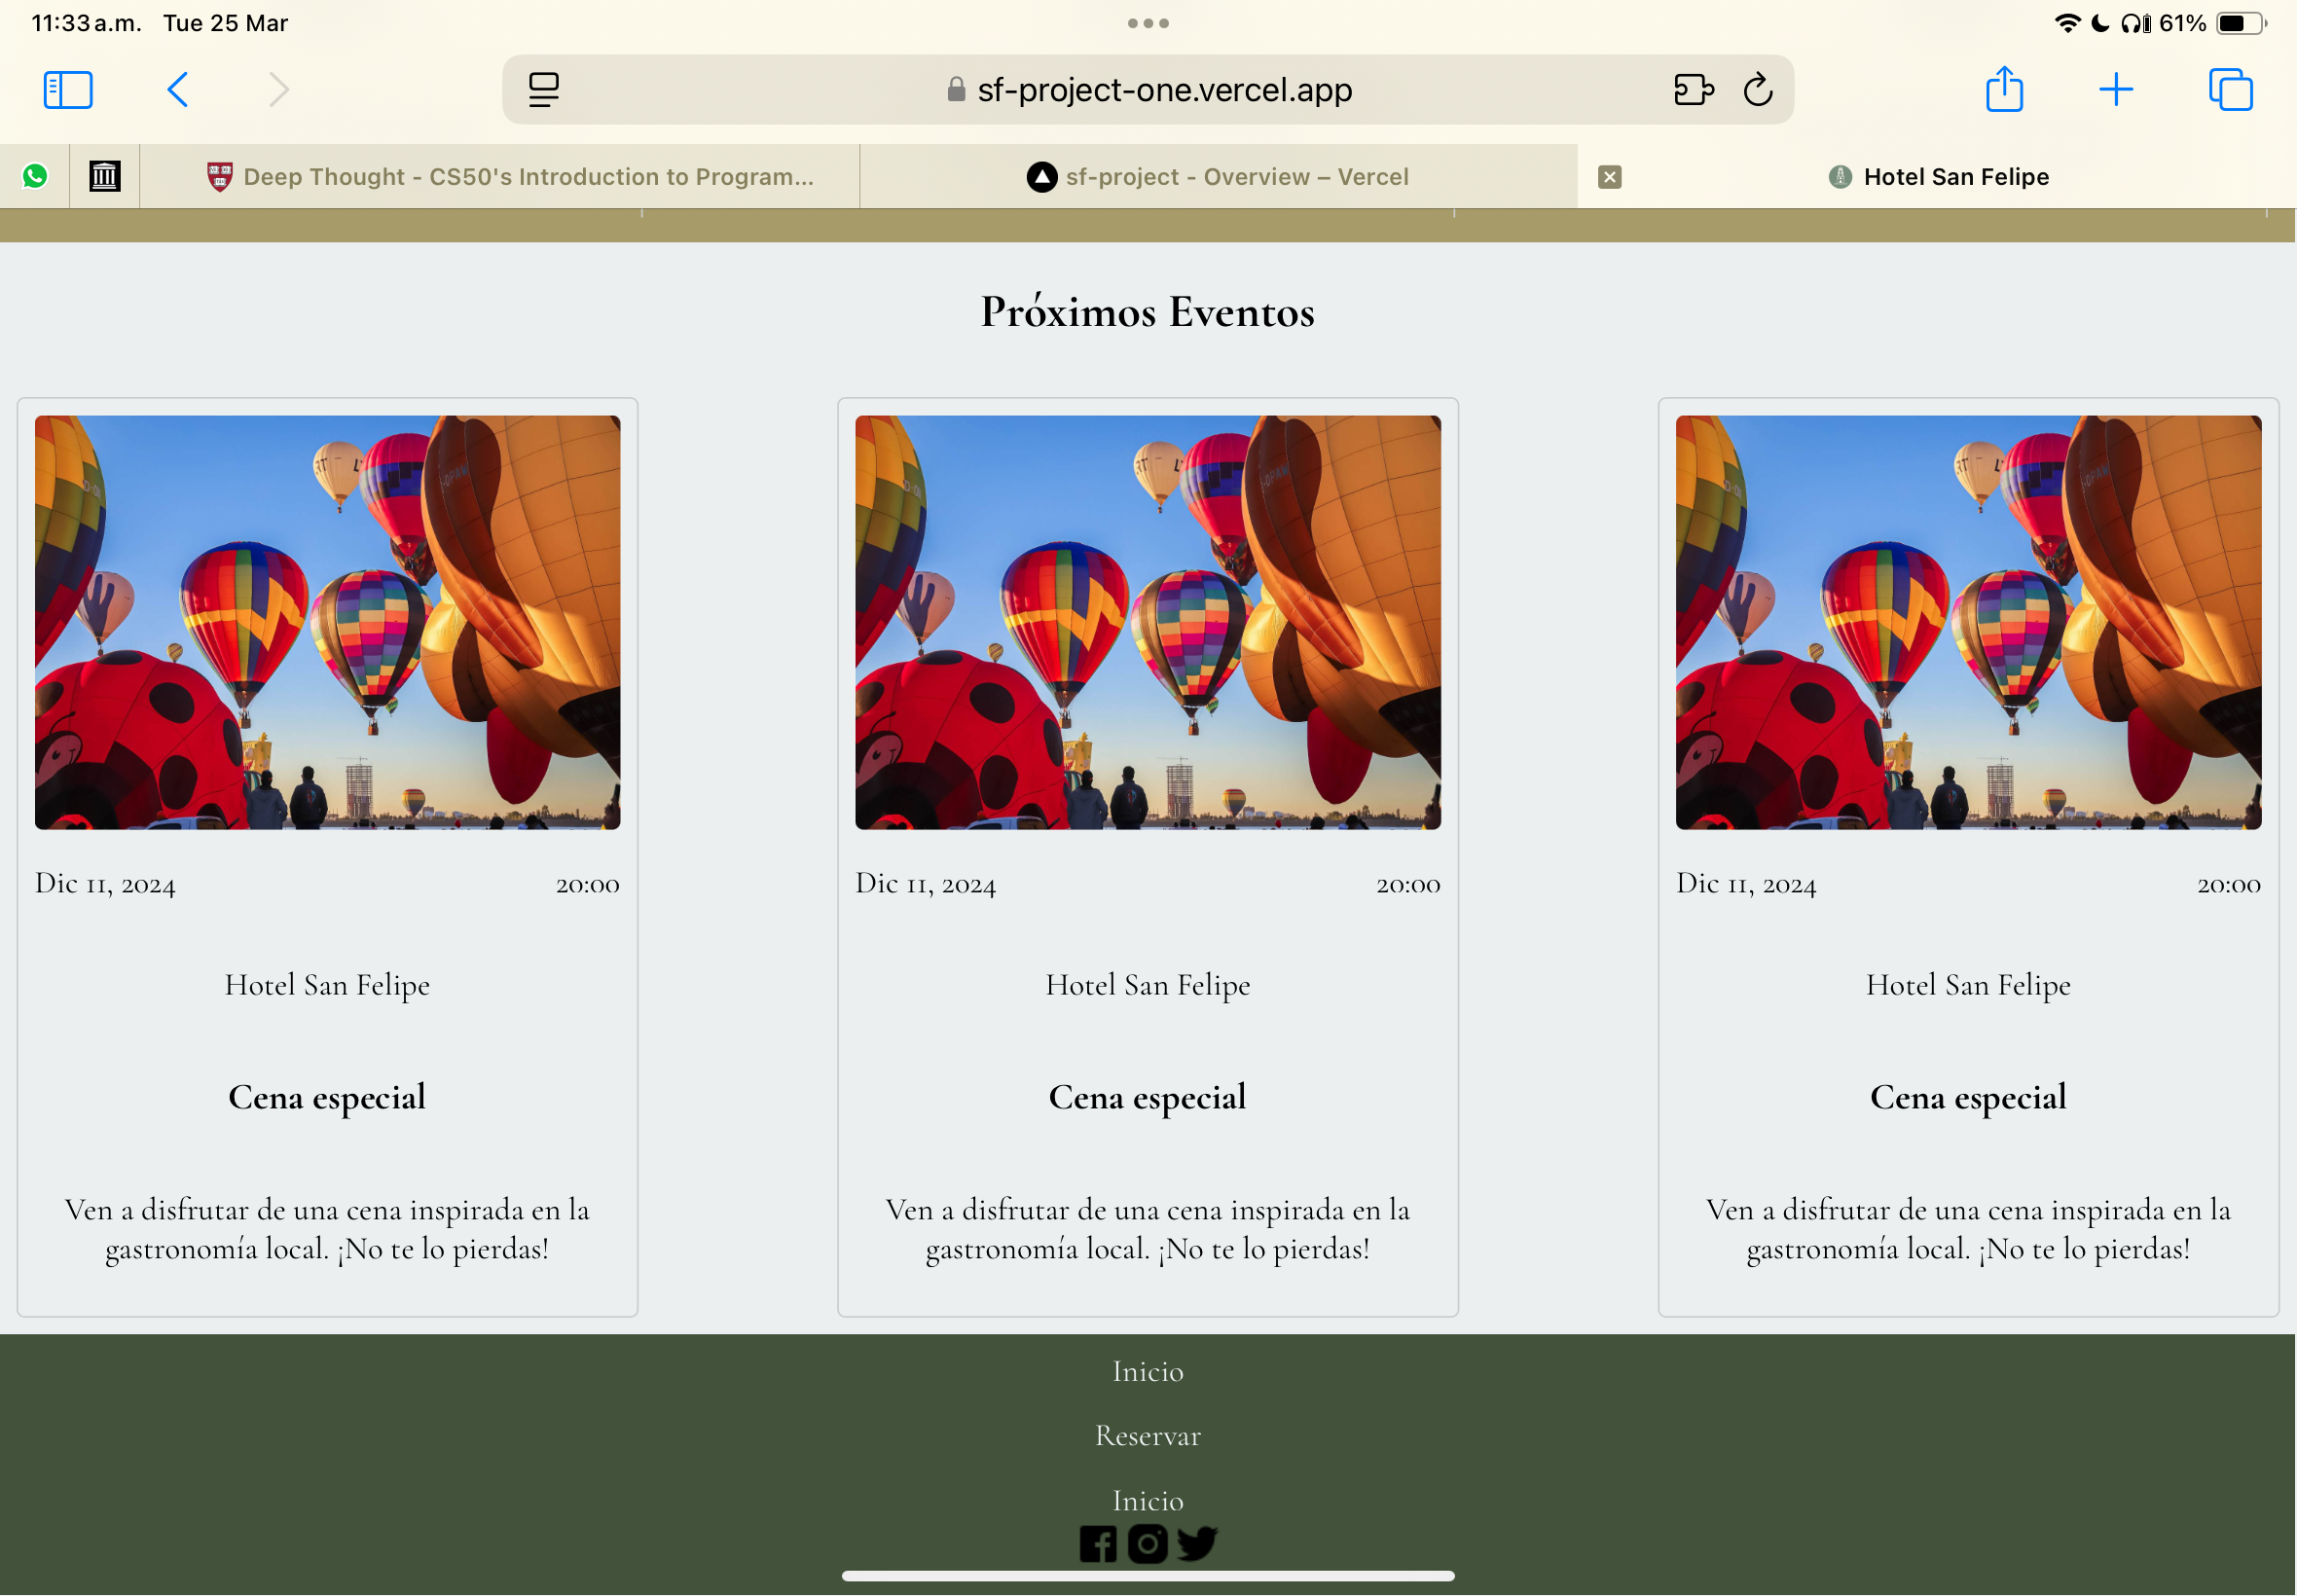 11:33 a.m. Tue 25 Mar
61%
sf-project-one.vercel.app
Deep Thought - CS50's Introduction to Program...
sf-project - Overview – Vercel
Hotel San Felipe
Próximos Eventos
Dic 11, 2024 20:00
Hotel San Felipe
Cena especial
Ven a disfrutar de una cena inspirada en la
gastronomía local. ¡No te lo pierdas!
Dic 11, 2024 20:00
Hotel San Felipe
Cena especial
Ven a disfrutar de una cena inspirada en la
gastronomía local. ¡No te lo pierdas!
Dic 11, 2024 20:00
Hotel San Felipe
Cena especial
Ven a disfrutar de una cena inspirada en la
gastronomía local. ¡No te lo pierdas!
Inicio
Reservar
Inicio